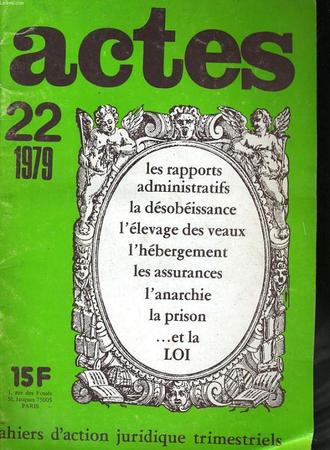 actes
22
1979
les rapports
administratifs
la désobéissance
l'élevage des veaux
l'hébergement
les assurances
l'anarchie
la prison
...et la
LOI
15F
1, rue des Fossés
St. Jacques 75005
PARIS
ahiers d'action juridique trimestriels